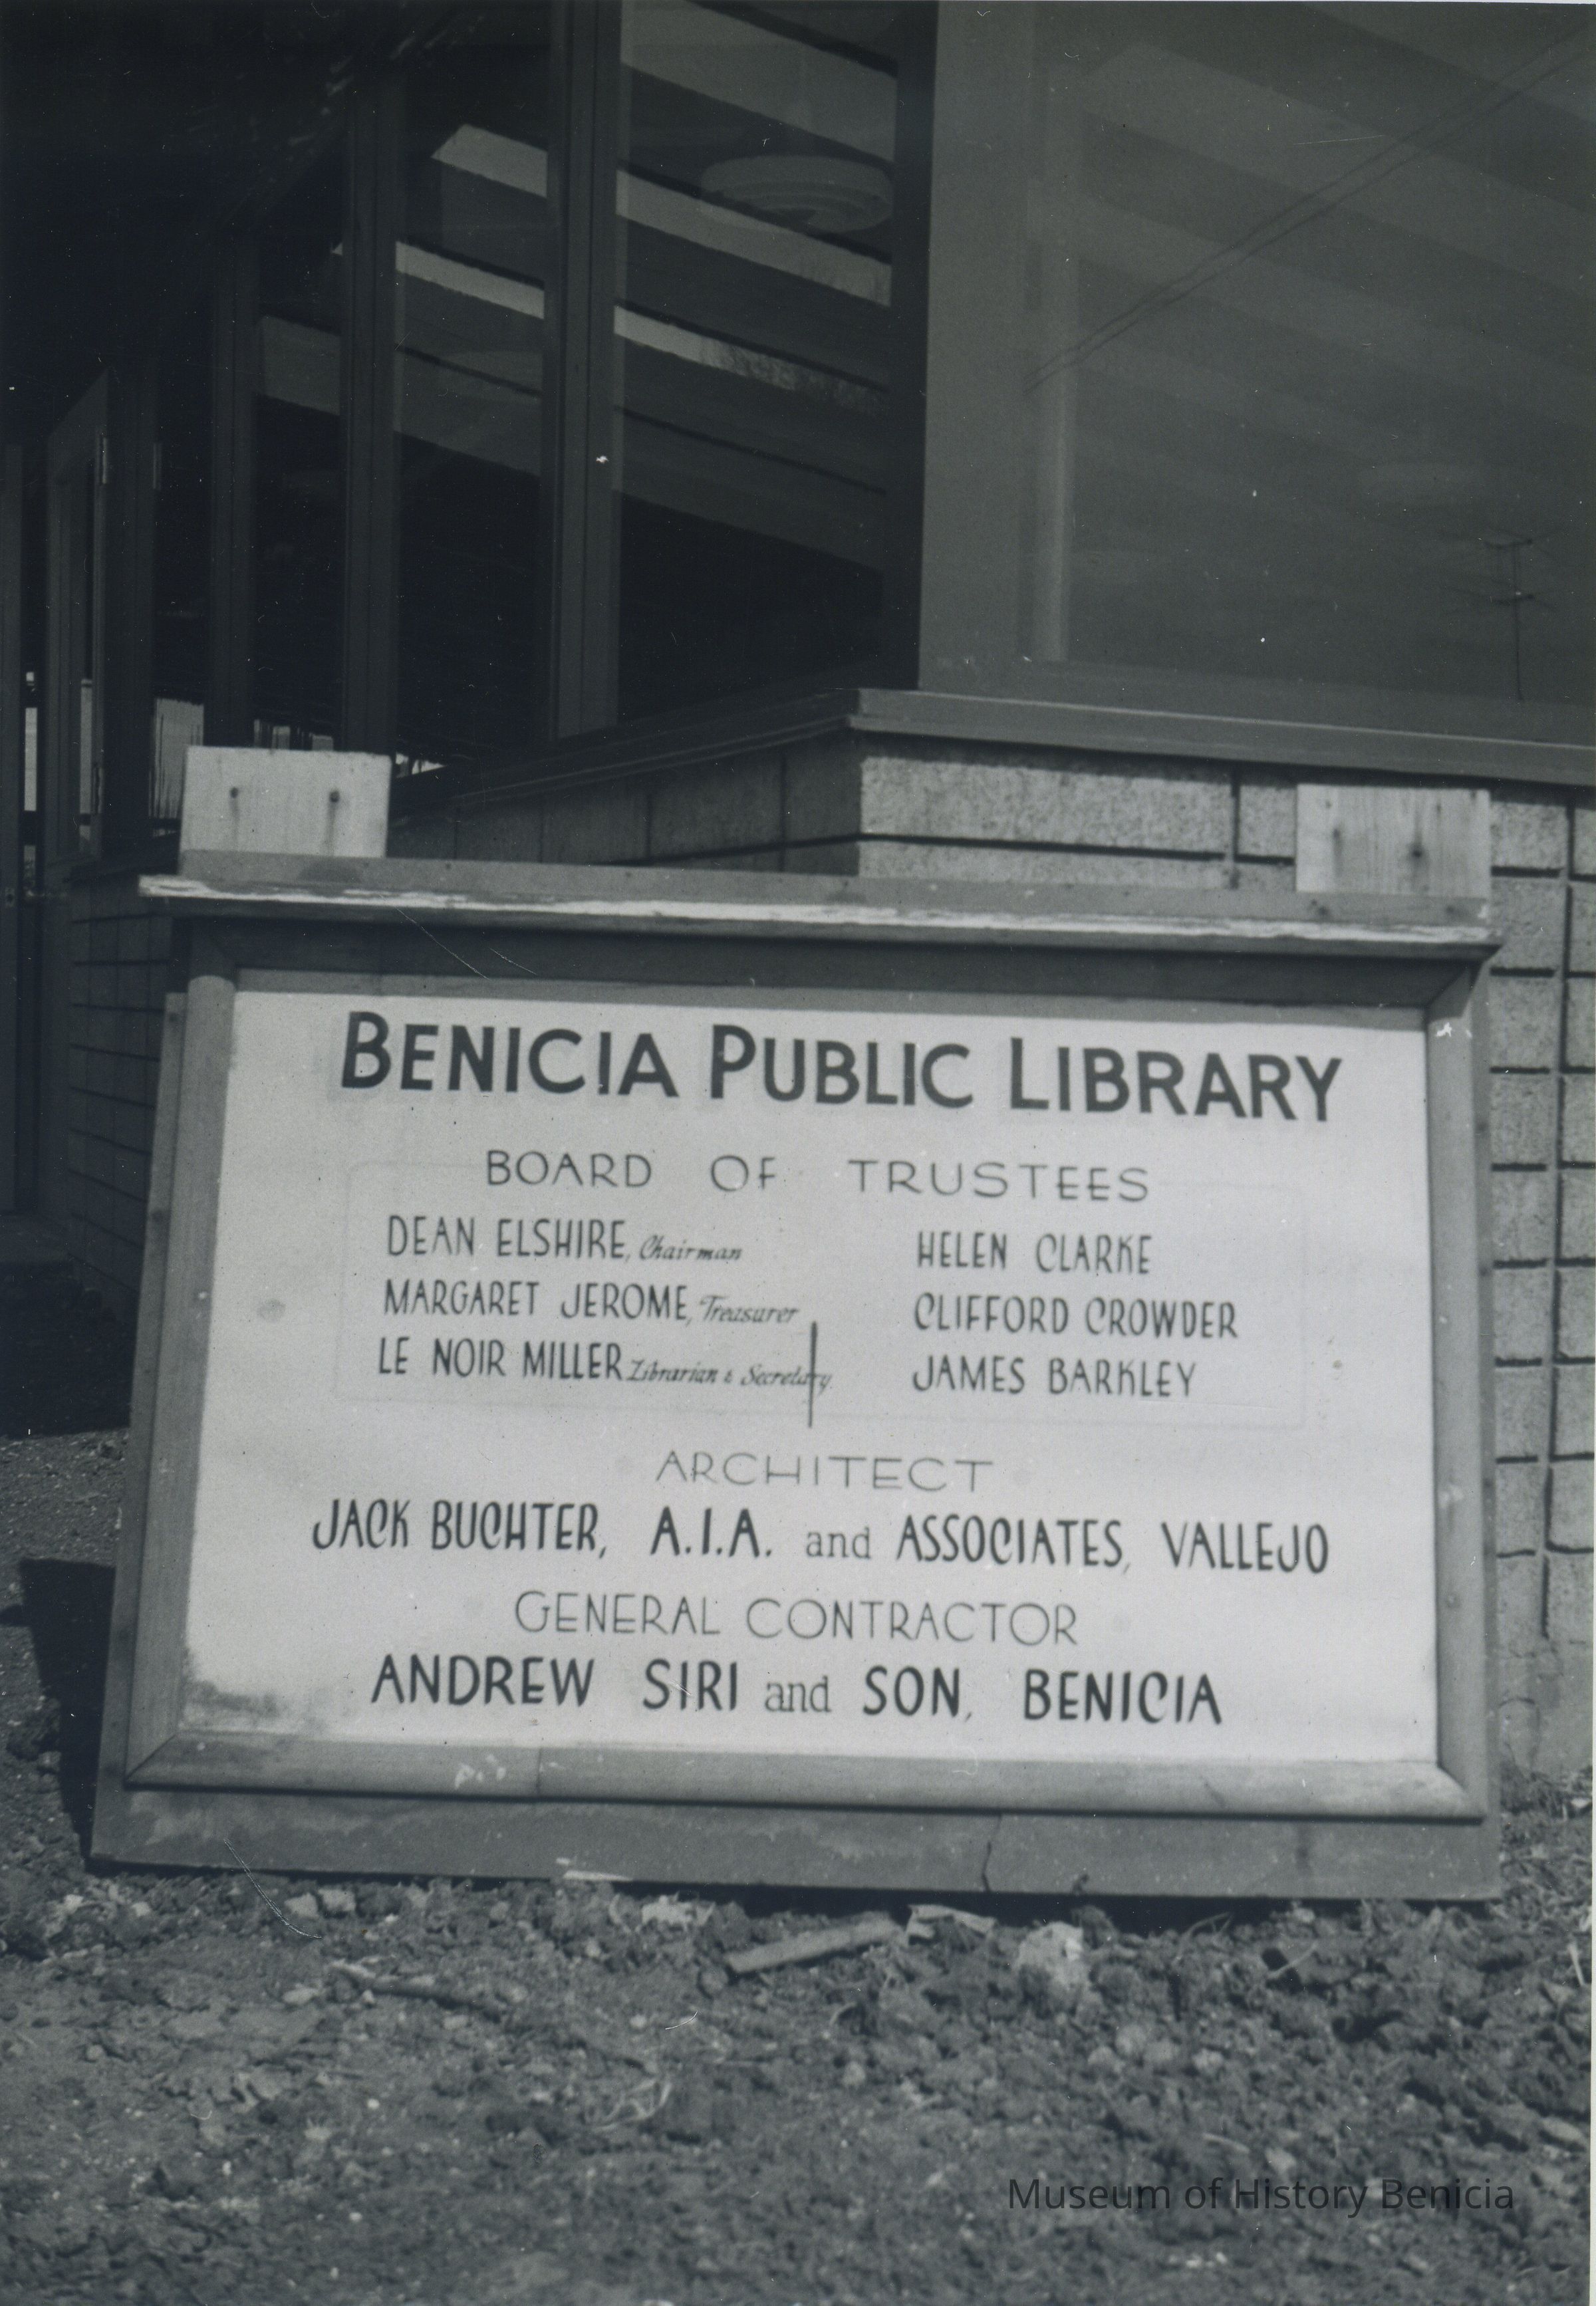 BENICIA PUBLIC LIBRARY
BOARD OF TRUSTEES
DEAN ELSHIRE, Chairman
MARGARET JEROME, Treasurer
LE NOIR MILLER Librarian & Secretary.
HELEN CLARKE
CLIFFORD CROWDER
JAMES BARKLEY
ARCHITECT
JACK BUCHTER, A.I.A. and ASSOCIATES, VALLEJO
GENERAL CONTRACTOR
ANDREW SIRI and SON, BENICIA
Museum of History Benicia